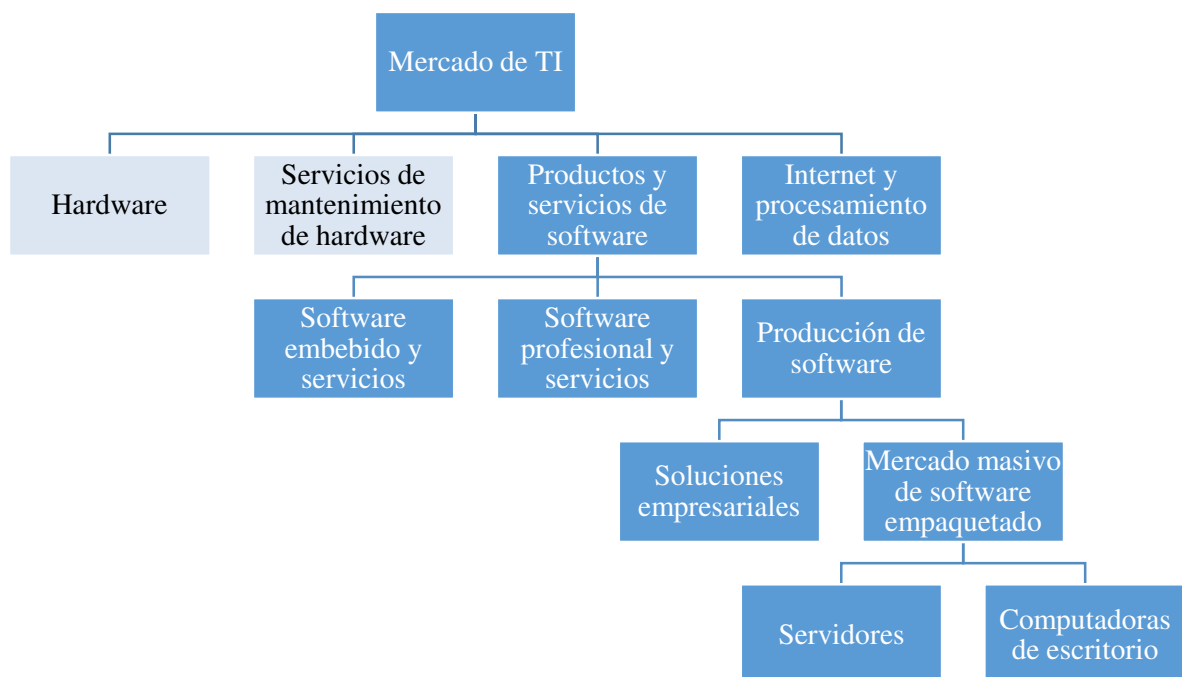 Mercado de TI
Hardware
Servicios de
mantenimiento
de hardware
Productos y
servicios de
software
Internet y
procesamiento
de datos
Software
embebido y
servicios
Software
profesional y
servicios
Producción de
software
Soluciones
empresariales
Mercado masivo
de software
empaquetado
Servidores
Computadoras
de escritorio